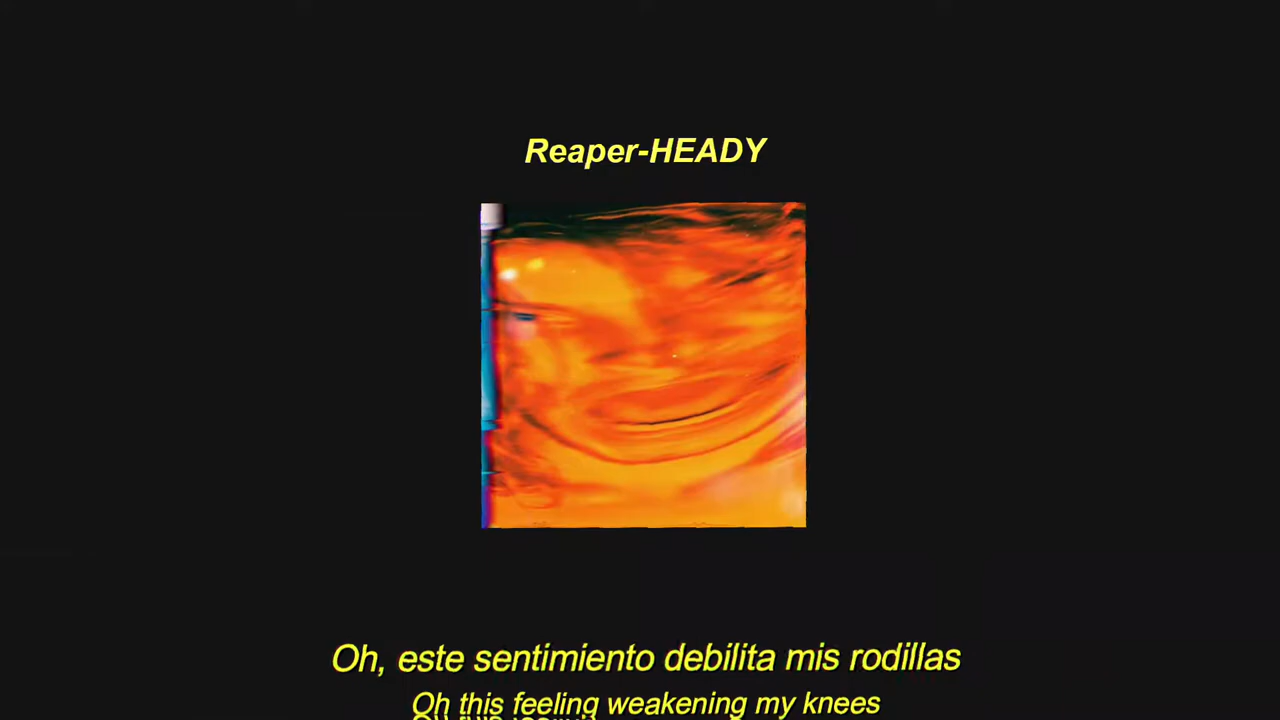 Reaper-HEADY
Oh, este sentimiento debilita mis rodillas
Oh this feeling weakening my knees